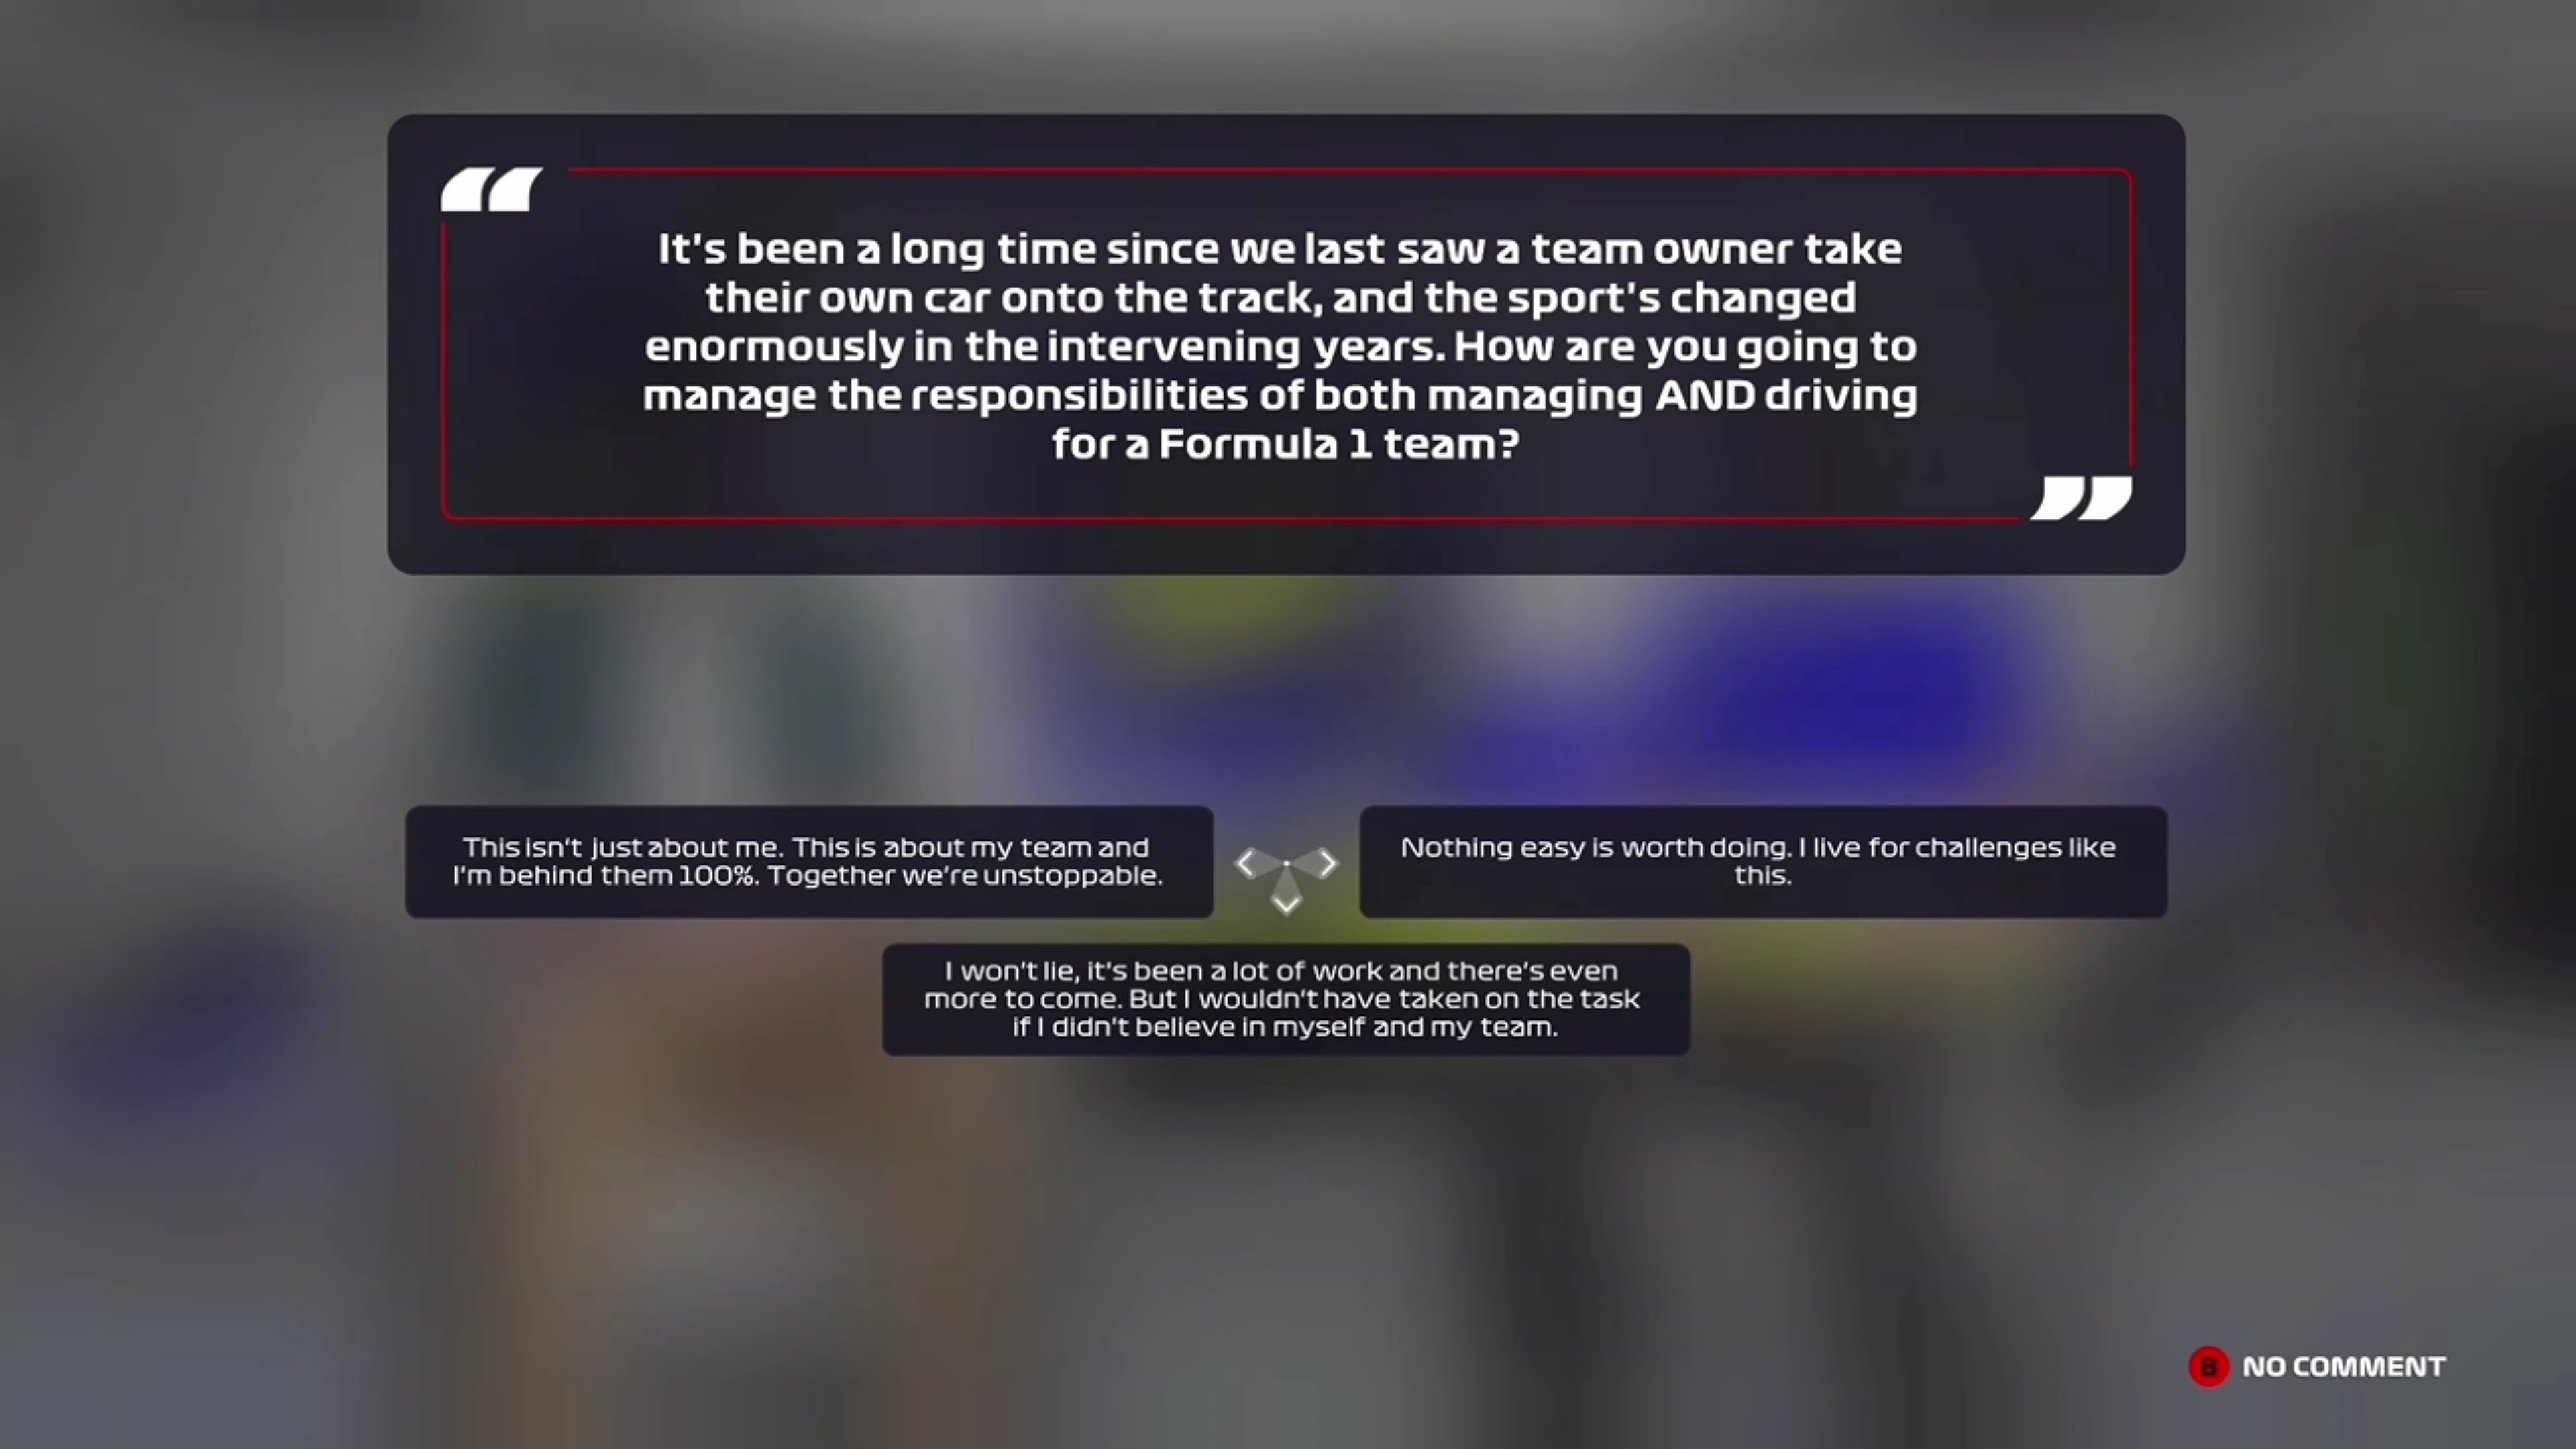 It's been a long time since we last saw a team owner take
their own car onto the track, and the sport's changed
enormously in the intervening years. How are you going to
manage the responsibilities of both managing AND driving
for a Formula 1 team?
This isn't just about me. This is about my team and
I'm behind them 100%. Together we're unstoppable.
Nothing easy is worth doing. I live for challenges like
this.
I won't lie, it's been a lot of work and there's even
more to come. But I wouldn't have taken on the task
if I didn't believe in myself and my team.
B NO COMMENT